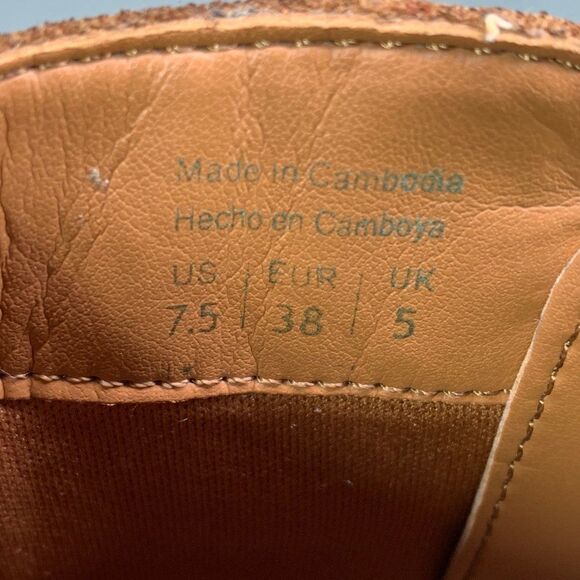 Made in Cambodia
Hecho en Camboya
US | EUR | UK
7.5 | 38 | 5